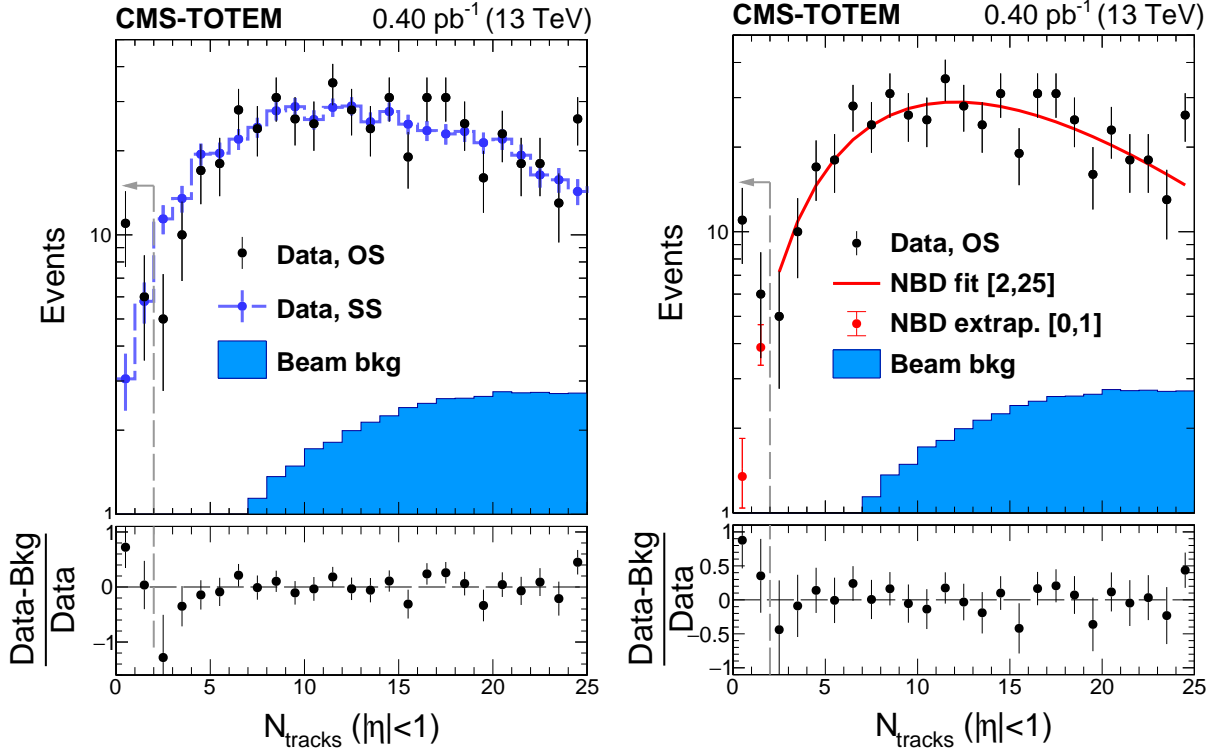 CMS-TOTEM 0.40 pb⁻¹ (13 TeV)
Events
10
1
Data, OS
Data, SS
Beam bkg
Data-Bkg
Data
1
0
−1
0 5 10 15 20 25
N_tracks (|η|<1)
CMS-TOTEM 0.40 pb⁻¹ (13 TeV)
Events
10
1
Data, OS
NBD fit [2,25]
NBD extrap. [0,1]
Beam bkg
Data-Bkg
Data
1
0.5
0
−0.5
−1
0 5 10 15 20 25
N_tracks (|η|<1)